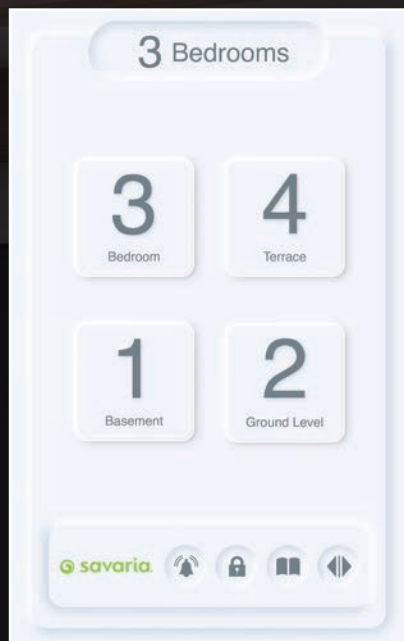 3 Bedrooms
3
Bedroom
4
Terrace
1
Basement
2
Ground Level
savaria